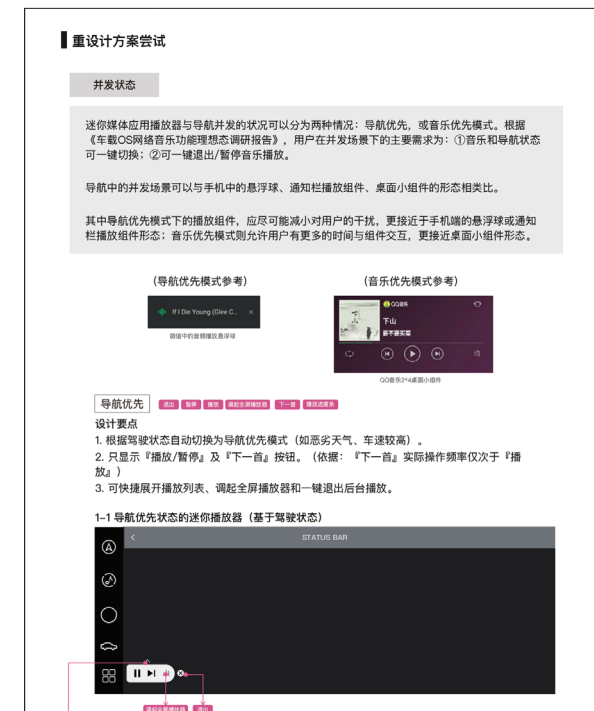 重设计方案尝试
并发状态
迷你媒体应用播放器与导航并发的状况可以分为两种情况：导航优先，或音乐优先模式。根据
《车载OS网络音乐功能理想态调研报告》，用户在并发场景下的主要需求为：①音乐和导航状态
可一键切换；②可一键退出/暂停音乐播放。
导航中的并发场景可以与手机中的悬浮球、通知栏播放组件、桌面小组件的形态相比。
其中导航优先模式下的播放组件，应尽可能减小对用户的干扰，更接近于手机端的悬浮球或通知
栏播放组件形态；音乐优先模式则允许用户有更多的时间与组件交互，更接近桌面小组件形态。
(导航优先模式参考)
(音乐优先模式参考)
If I Die Young (Glee C...
微信中的音频播放悬浮球
QQ音乐
下山
要不要买菜
词
QQ音乐2*4桌面小组件
导航优先
退出 暂停 播放 调起全屏播放器 下一首 播放进度条
设计要点
1. 根据驾驶状态自动切换为导航优先模式（如恶劣天气、车速较高）。
2. 只显示『播放/暂停』及『下一首』按钮。（依据：『下一首』实际操作频率仅次于『播
放』）
3. 可快捷展开播放列表、调起全屏播放器和一键退出后台播放。
1-1 导航优先状态的迷你播放器（基于驾驶状态）
STATUS BAR
调起全屏播放器 退出